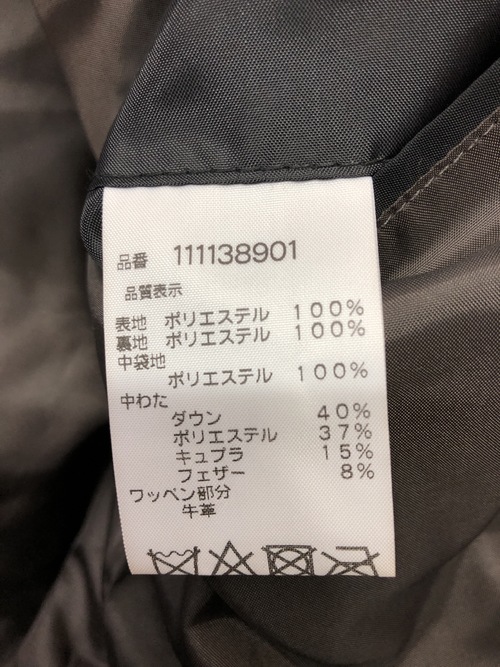 品番 111138901
品質表示
表地 ポリエステル 100%
裏地 ポリエステル 100%
中袋地
ポリエステル 100%
中わた
ダウン 40%
ポリエステル 37%
キュプラ 15%
フェザー 8%
ワッペン部分
牛革